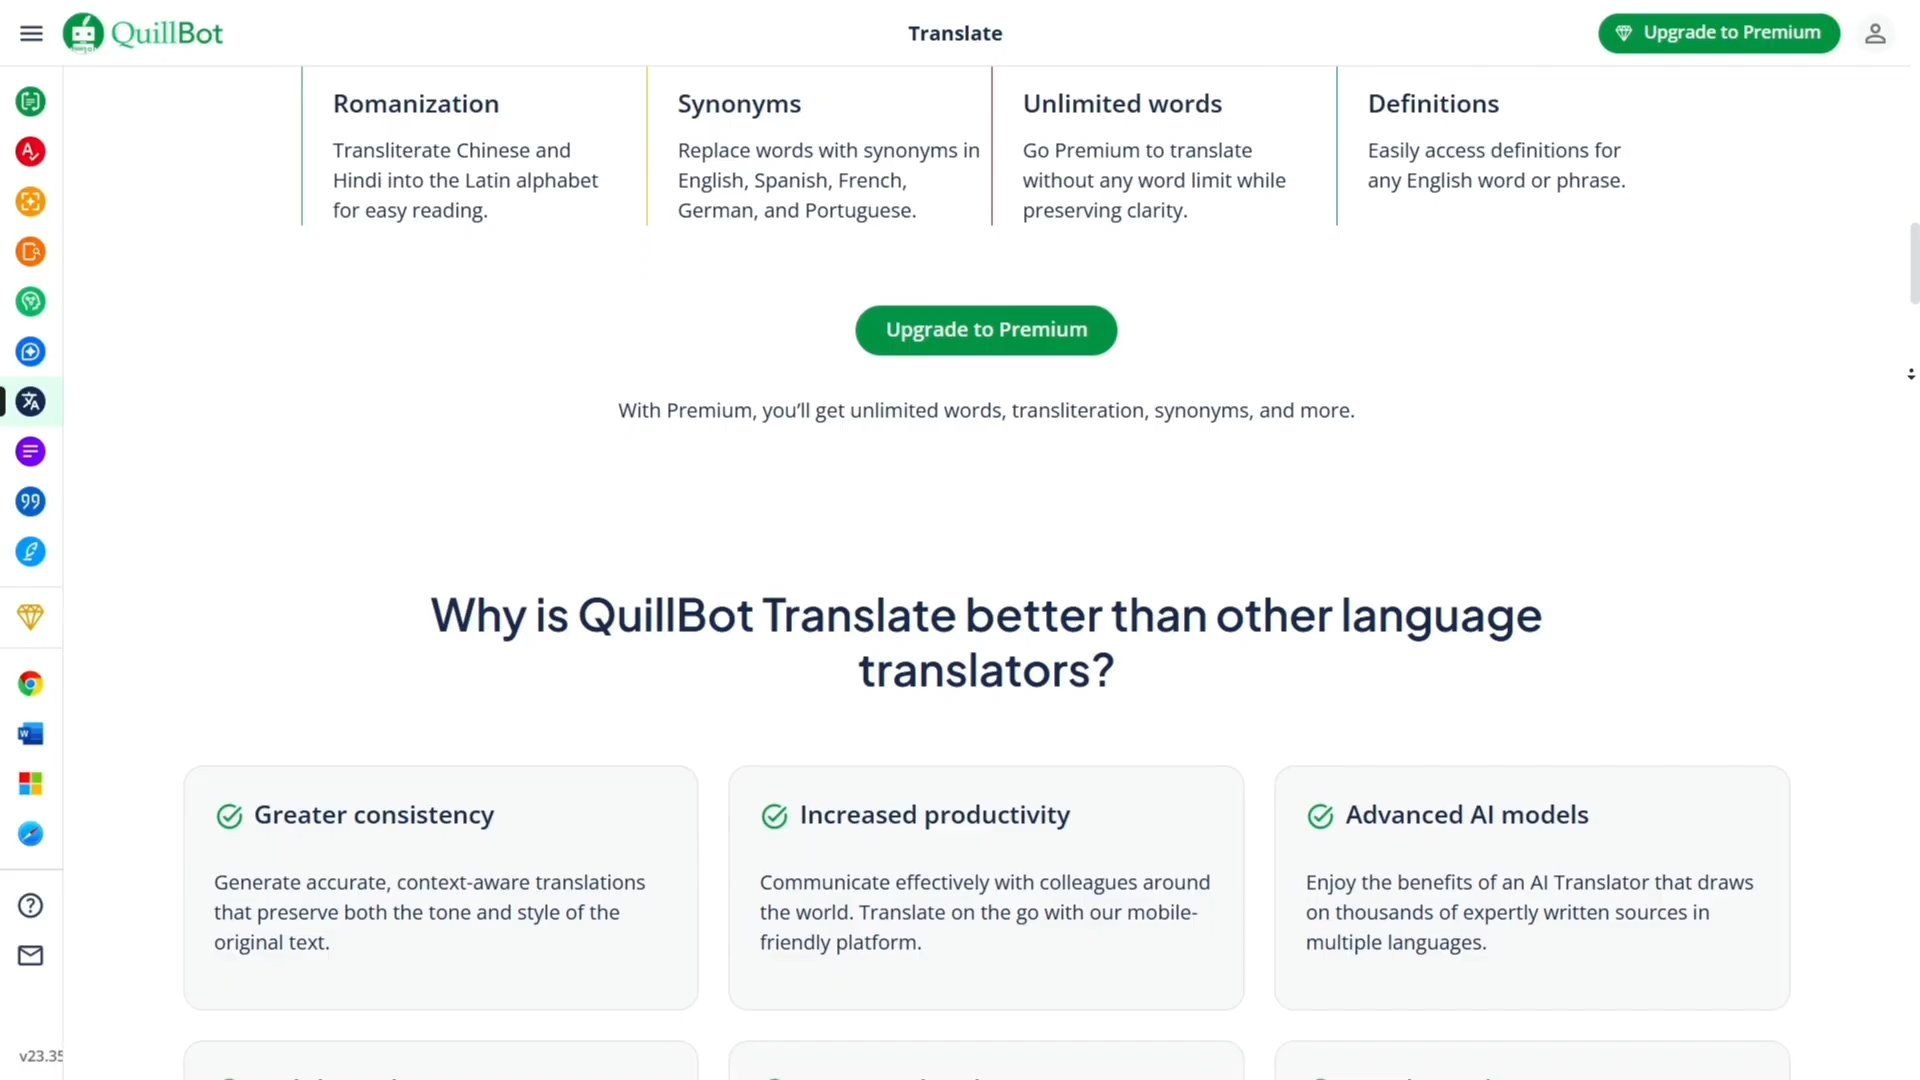 QuillBot
Translate
Upgrade to Premium
Romanization
Transliterate Chinese and
Hindi into the Latin alphabet
for easy reading.
Synonyms
Replace words with synonyms in
English, Spanish, French,
German, and Portuguese.
Unlimited words
Go Premium to translate
without any word limit while
preserving clarity.
Definitions
Easily access definitions for
any English word or phrase.
Upgrade to Premium
With Premium, you’ll get unlimited words, transliteration, synonyms, and more.
Why is QuillBot Translate better than other language
translators?
Greater consistency
Generate accurate, context-aware translations
that preserve both the tone and style of the
original text.
Increased productivity
Communicate effectively with colleagues around
the world. Translate on the go with our mobile-
friendly platform.
Advanced AI models
Enjoy the benefits of an AI Translator that draws
on thousands of expertly written sources in
multiple languages.
v23.35